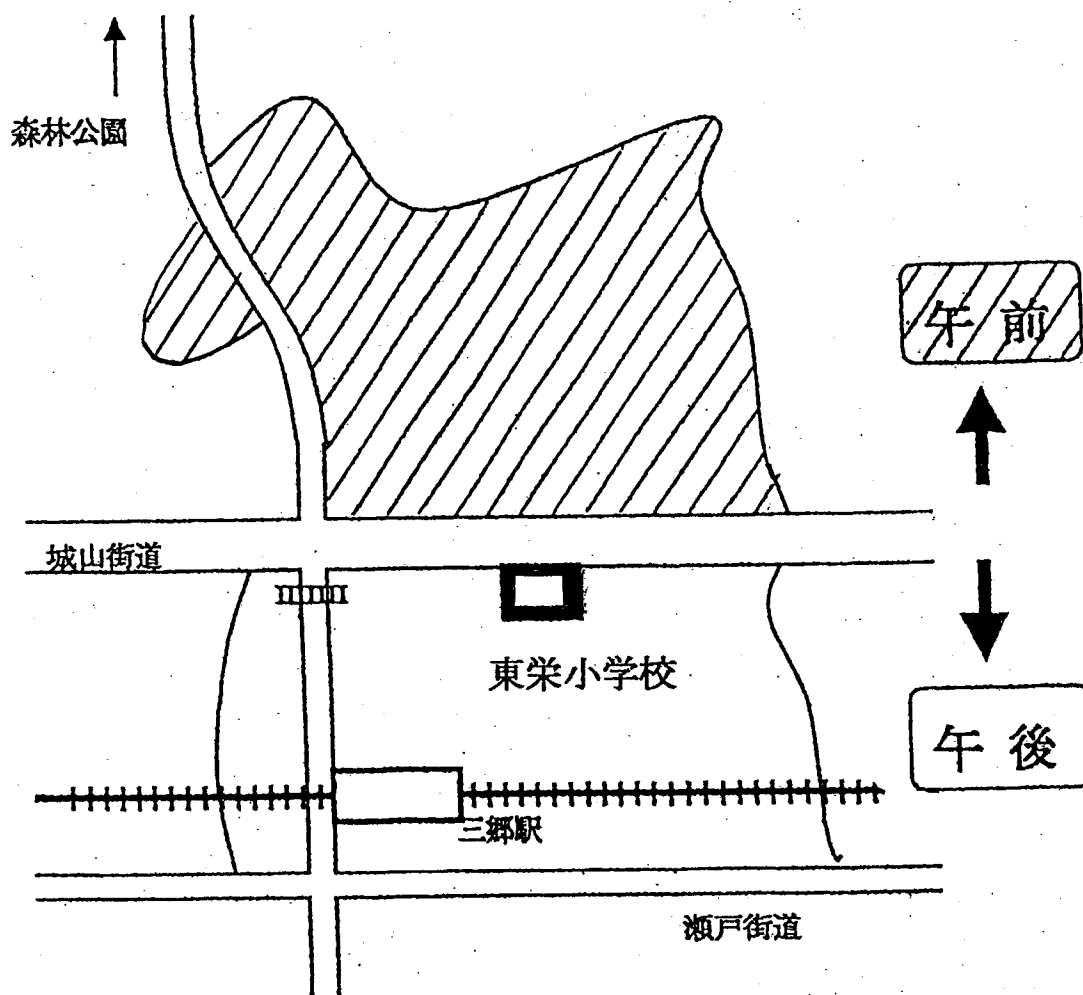 森林公園
午前
城山街道
東栄小学校
午後
三郷駅
瀬戸街道